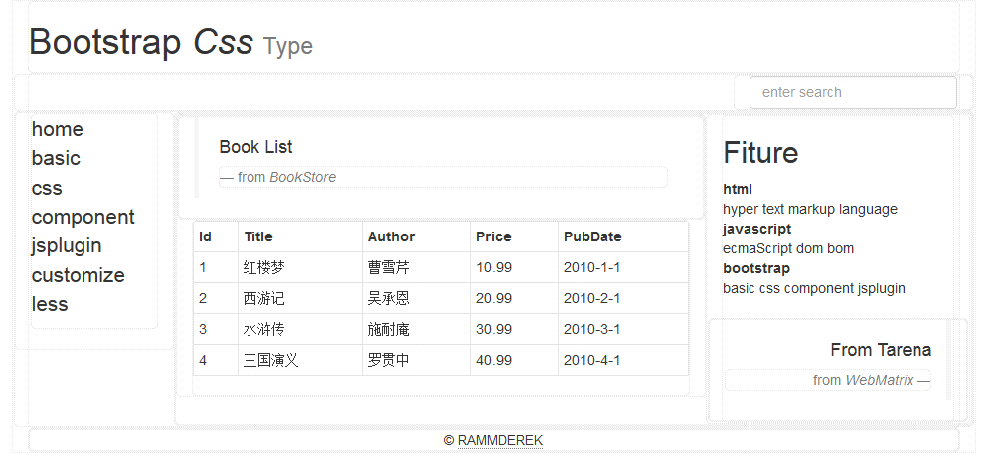 Bootstrap Css Type
enter search
home
basic
css
component
jsplugin
customize
less
Book List
— from BookStore
Id Title Author Price PubDate
1 红楼梦 曹雪芹 10.99 2010-1-1
2 西游记 吴承恩 20.99 2010-2-1
3 水浒传 施耐庵 30.99 2010-3-1
4 三国演义 罗贯中 40.99 2010-4-1
Fiture
html
hyper text markup language
javascript
ecmaScript dom bom
bootstrap
basic css component jsplugin
From Tarena
from WebMatrix —
© RAMMDEREK